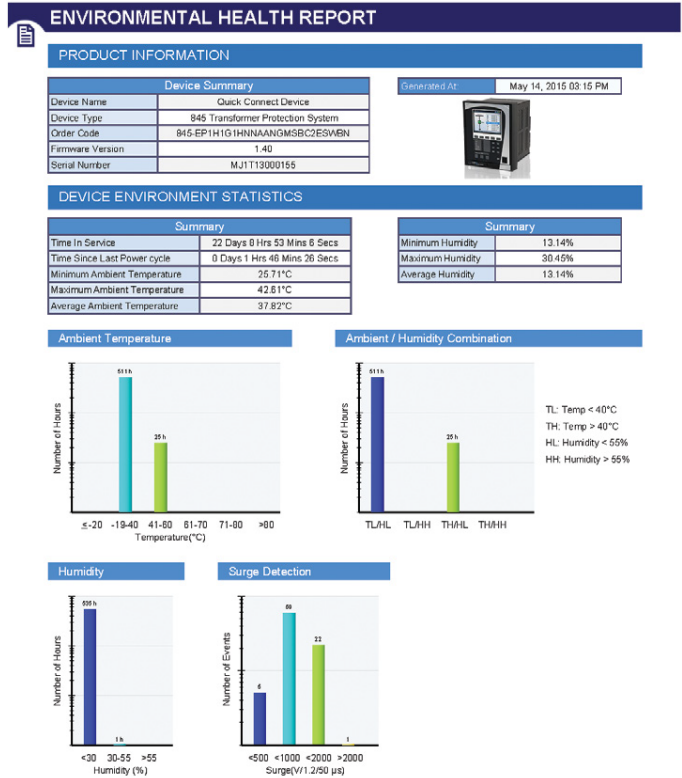 ENVIRONMENTAL HEALTH REPORT
PRODUCT INFORMATION
Device Summary
Device Name Quick Connect Device
Device Type 845 Transformer Protection System
Order Code 845-EP1H1G1HNNAANGMSBC2ESWBN
Firmware Version 1.40
Serial Number MJ1T13000155
Generated At: May 14, 2015 03:15 PM
DEVICE ENVIRONMENT STATISTICS
Summary
Time In Service 22 Days 8 Hrs 53 Mins 6 Secs
Time Since Last Power cycle 0 Days 1 Hrs 46 Mins 26 Secs
Minimum Ambient Temperature 25.71°C
Maximum Ambient Temperature 42.61°C
Average Ambient Temperature 37.82°C
Summary
Minimum Humidity 13.14%
Maximum Humidity 30.45%
Average Humidity 13.14%
Ambient Temperature
Number of Hours
511 h
25 h
≤-20 -19-40 41-60 61-70 71-80 >80
Temperature(°C)
Ambient / Humidity Combination
Number of Hours
511 h
25 h
TL/HL TL/HH TH/HL TH/HH
TL: Temp < 40°C
TH: Temp > 40°C
HL: Humidity < 55%
HH: Humidity > 55%
Humidity
Number of Hours
535 h
1 h
<30 30-55 >55
Humidity (%)
Surge Detection
Number of Events
6
69
22
1
<500 <1000 <2000 >2000
Surge(V/1.2/50 µs)